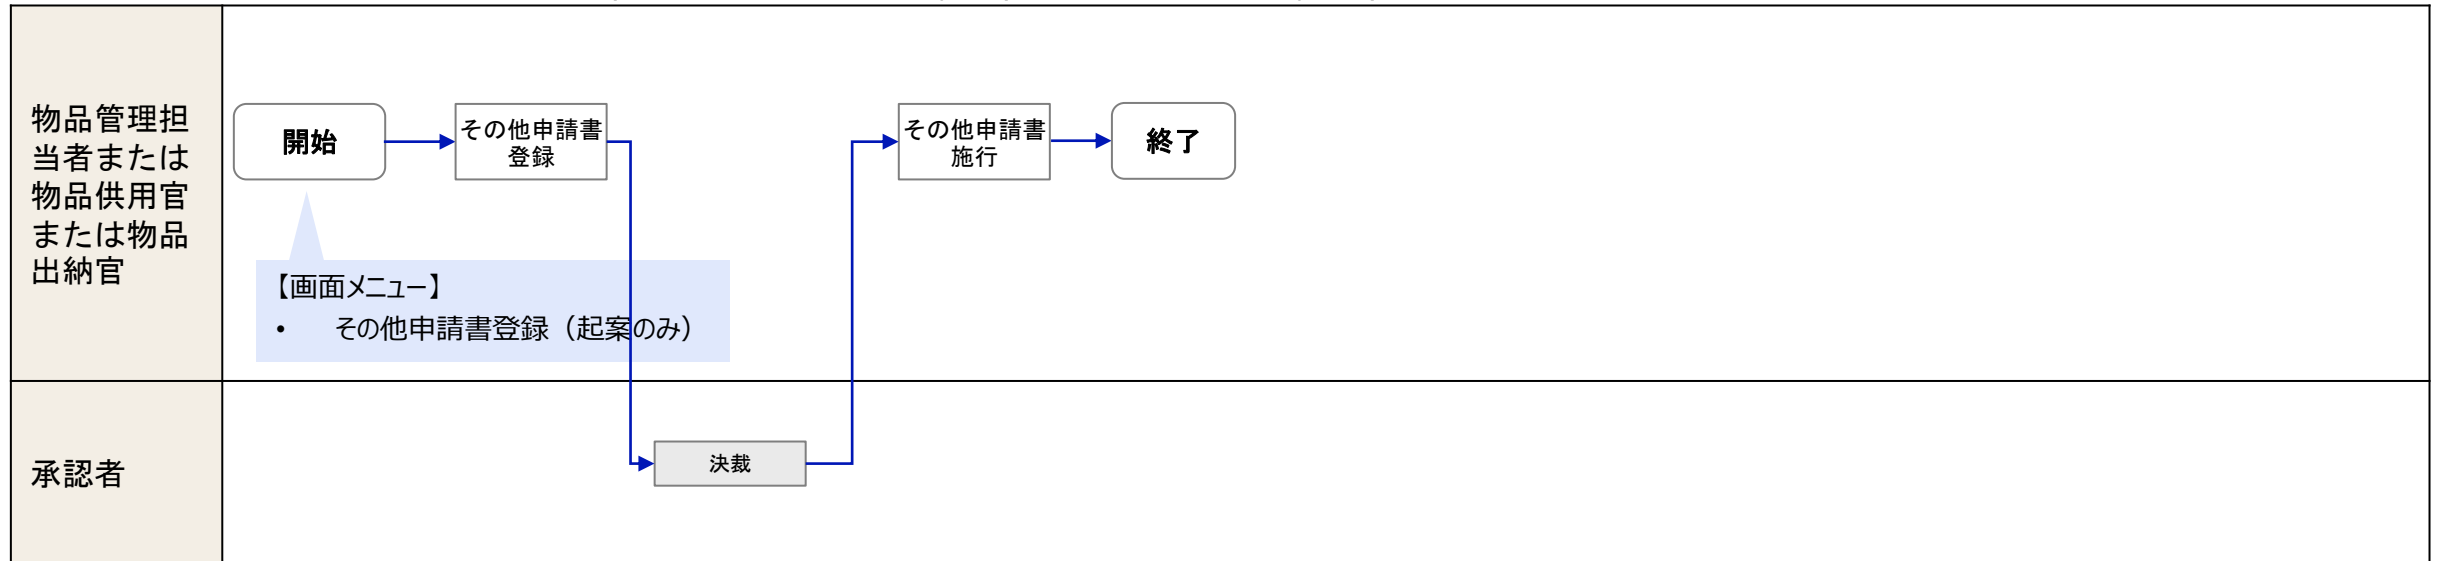 物品管理担
当者または
物品供用官
または物品
出納官
開始
その他申請書
登録
その他申請書
施行
終了
【画面メニュー】
• その他申請書登録（起案のみ）
承認者
決裁